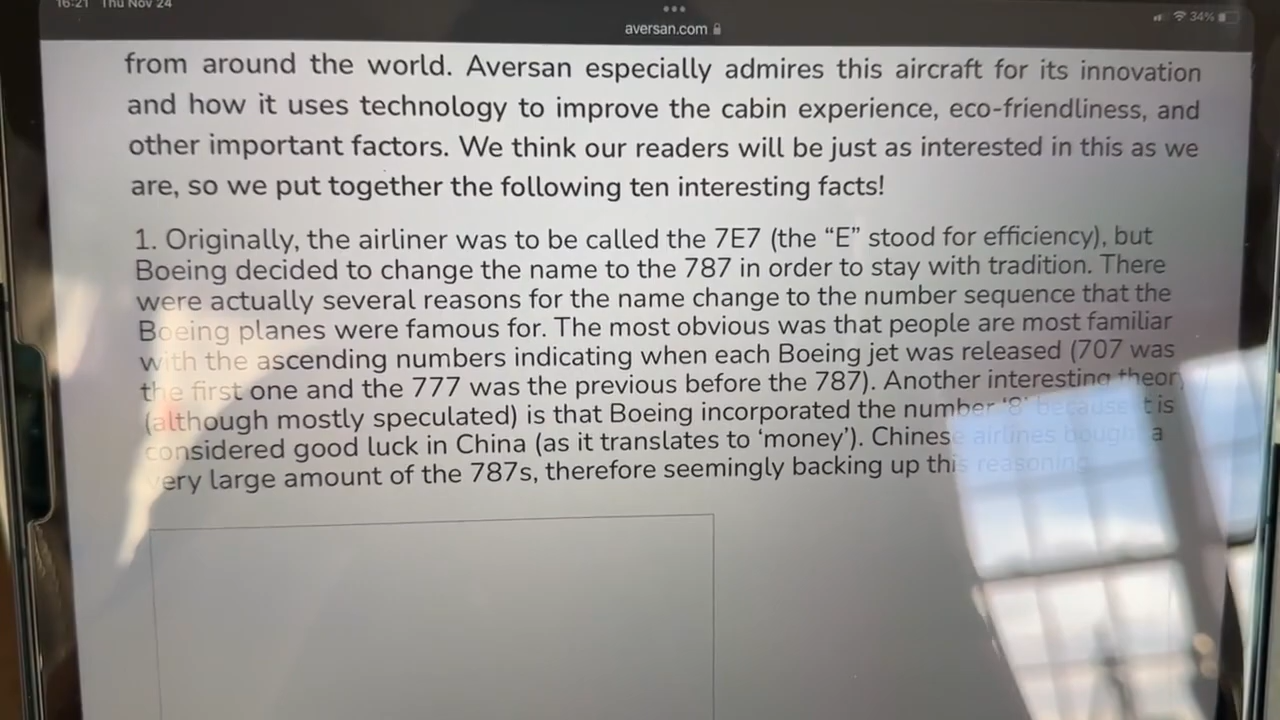 16:21 Thu Nov 24
aversan.com
34%
from around the world. Aversan especially admires this aircraft for its innovation
and how it uses technology to improve the cabin experience, eco-friendliness, and
other important factors. We think our readers will be just as interested in this as we
are, so we put together the following ten interesting facts!
1. Originally, the airliner was to be called the 7E7 (the “E” stood for efficiency), but
Boeing decided to change the name to the 787 in order to stay with tradition. There
were actually several reasons for the name change to the number sequence that the
Boeing planes were famous for. The most obvious was that people are most familiar
with the ascending numbers indicating when each Boeing jet was released (707 was
the first one and the 777 was the previous before the 787). Another interesting theory
(although mostly speculated) is that Boeing incorporated the number ‘8’ because it is
considered good luck in China (as it translates to ‘money’). Chinese airlines bought a
very large amount of the 787s, therefore seemingly backing up this reasoning